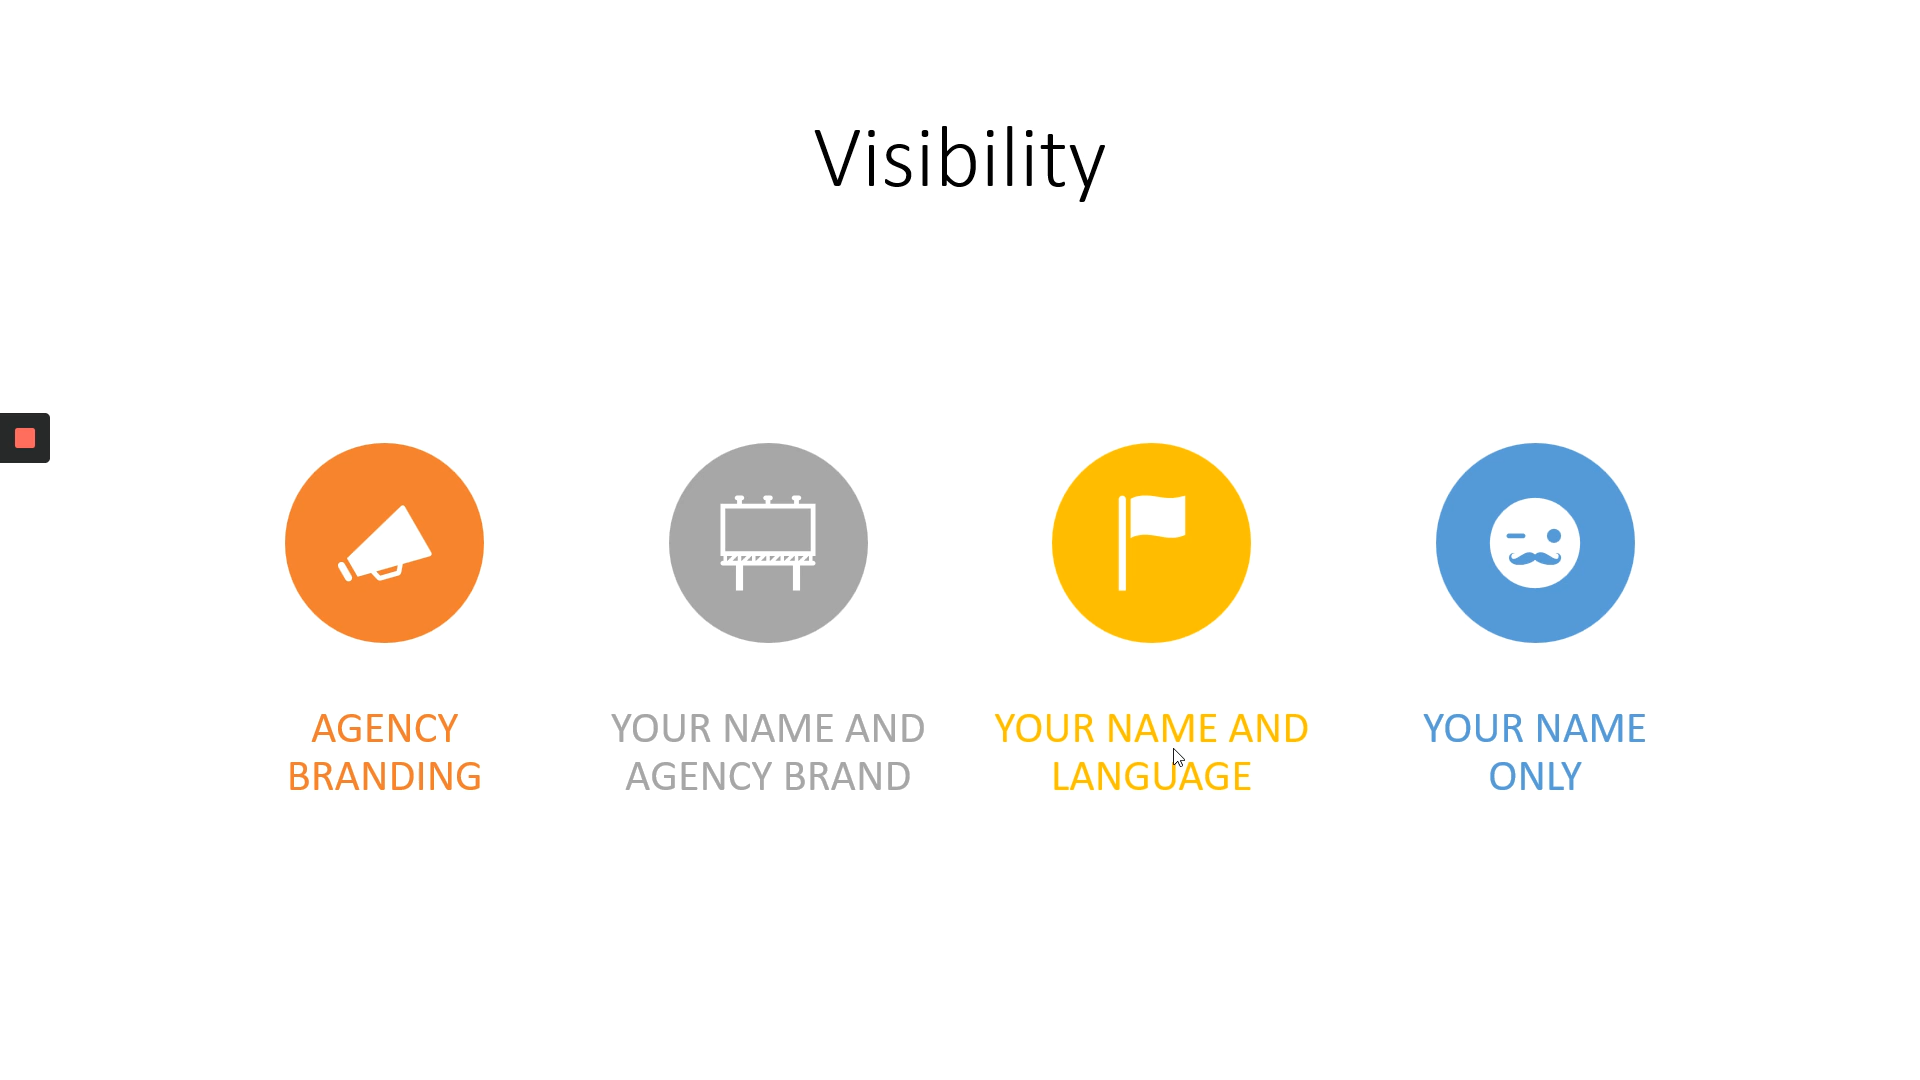 Visibility
AGENCY
BRANDING
YOUR NAME AND
AGENCY BRAND
YOUR NAME AND
LANGUAGE
YOUR NAME
ONLY